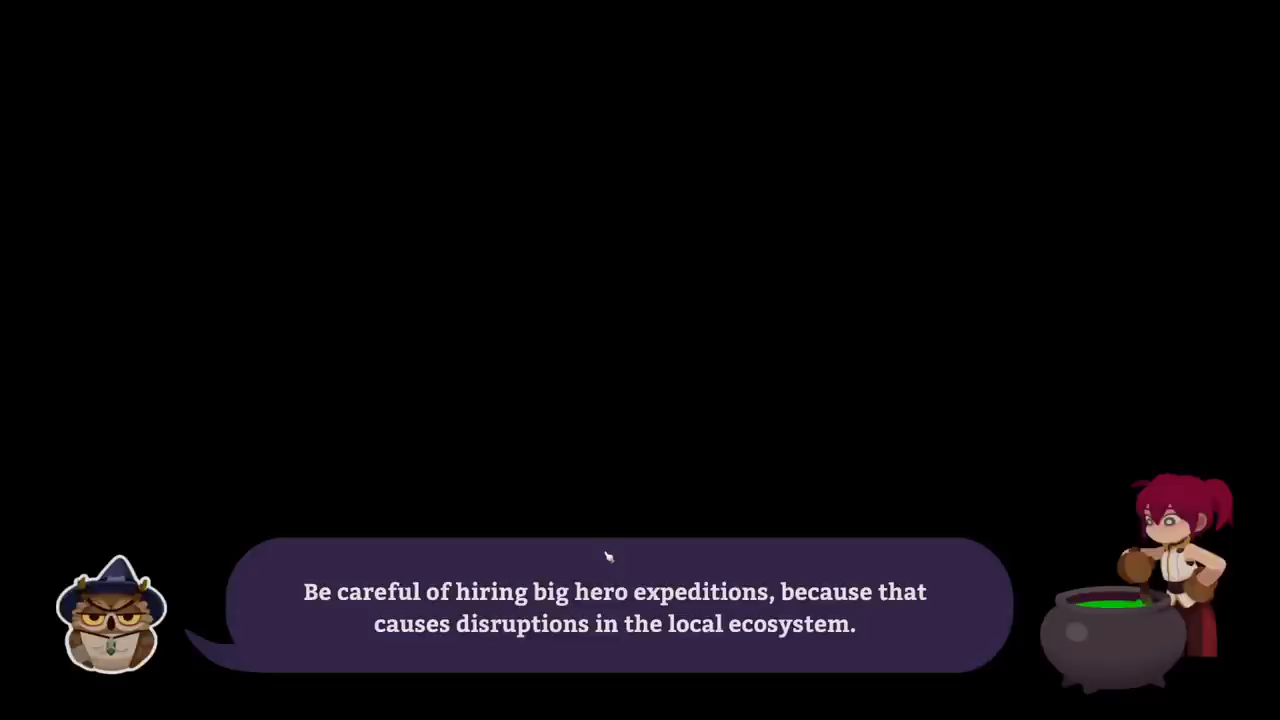 Be careful of hiring big hero expeditions, because that
causes disruptions in the local ecosystem.